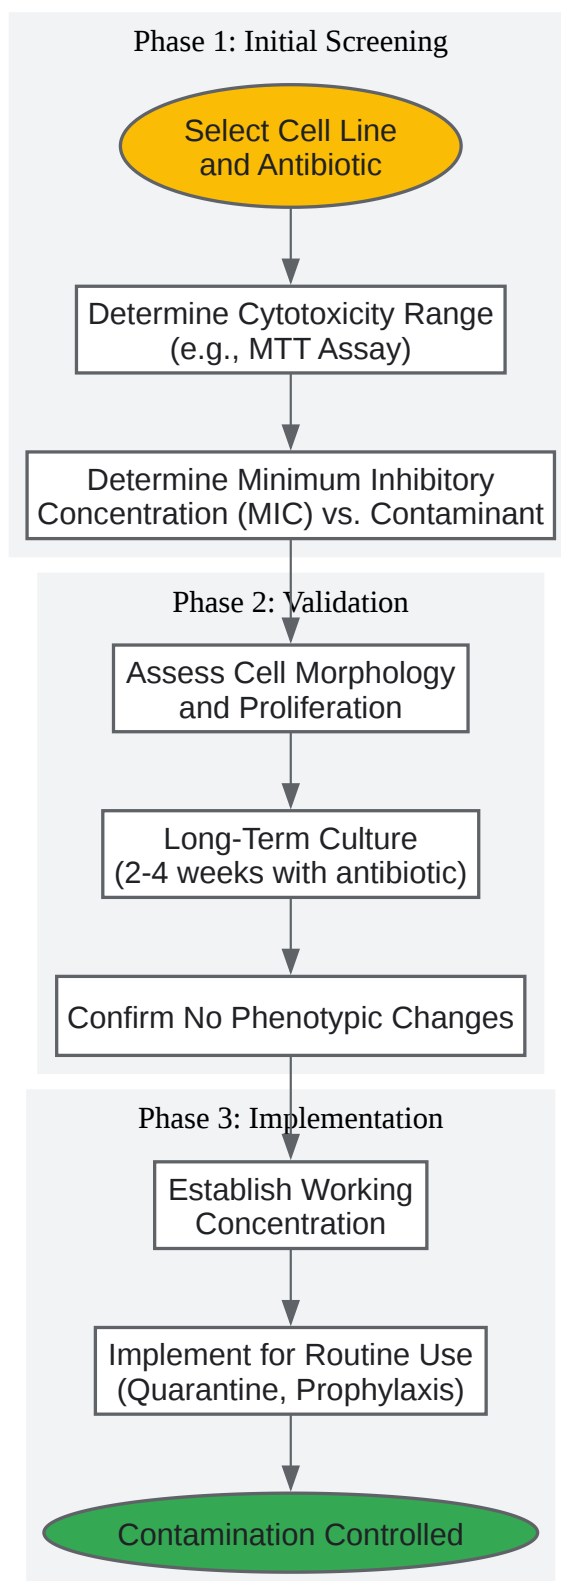 Phase 1: Initial Screening
Select Cell Line
and Antibiotic
Determine Cytotoxicity Range
(e.g., MTT Assay)
Determine Minimum Inhibitory
Concentration (MIC) vs. Contaminant
Phase 2: Validation
Assess Cell Morphology
and Proliferation
Long-Term Culture
(2-4 weeks with antibiotic)
Confirm No Phenotypic Changes
Phase 3: Implementation
Establish Working
Concentration
Implement for Routine Use
(Quarantine, Prophylaxis)
Contamination Controlled